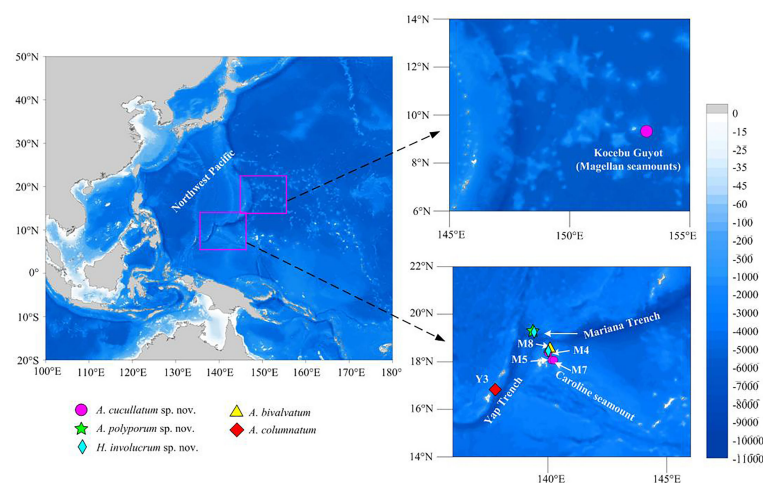 50°N
40°N
30°N
20°N
10°N
0°
10°S
20°S
100°E
110°E
120°E
130°E
140°E
150°E
160°E
170°E
180°
Northwest Pacific
14°N
12°N
10°N
8°N
6°N
145°E
150°E
155°E
Kocebu Guyot
(Magellan seamounts)
22°N
20°N
18°N
16°N
14°N
140°E
145°E
Mariana Trench
M8
M4
M5
M7
Y3
Yap Trench
Caroline seamount
0
-15
-25
-35
-45
-60
-100
-200
-500
-1000
-2000
-3000
-4000
-5000
-6000
-7000
-8000
-9000
-10000
-11000
A. cucullatum sp. nov.
A. polyporum sp. nov.
H. involucrum sp. nov.
A. bivalvatum
A. columnatum